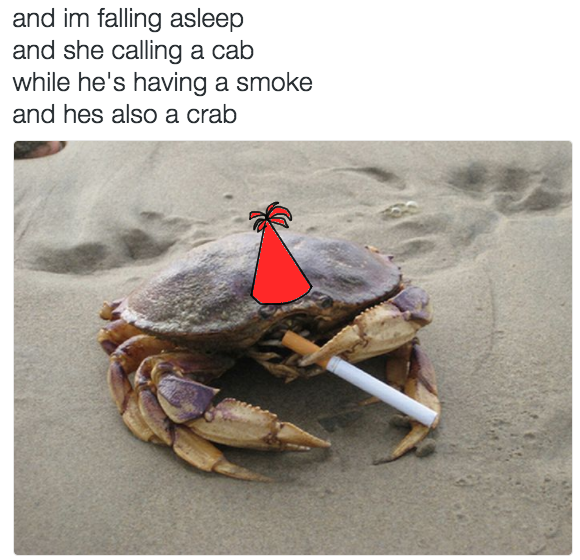 and im falling asleep
and she calling a cab
while he's having a smoke
and hes also a crab